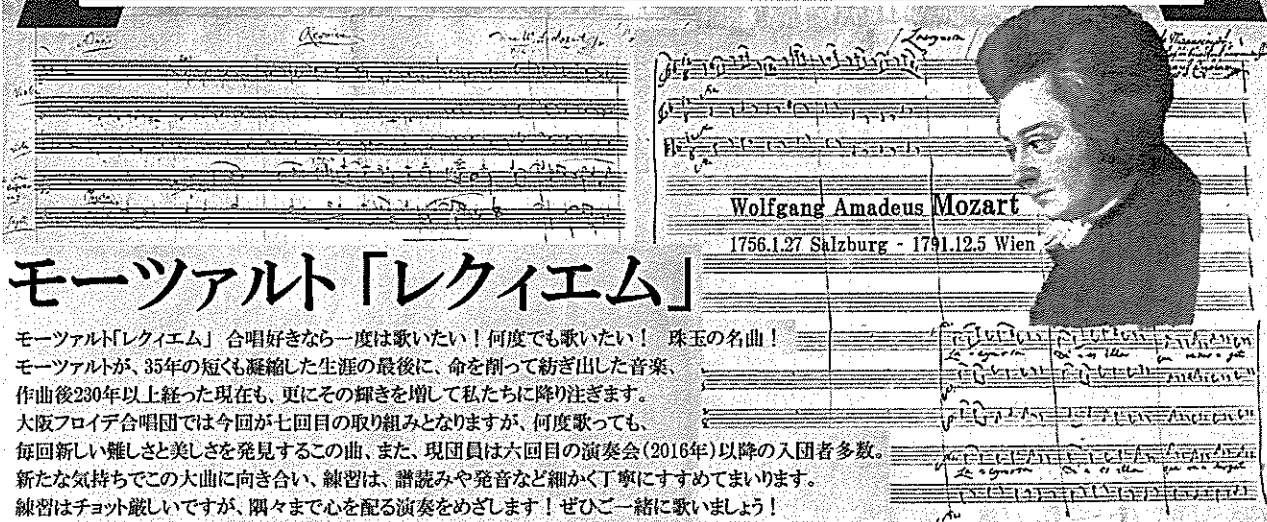 Lacrymosa
Wolfgang Amadeus Mozart
1756.1.27 Salzburg - 1791.12.5 Wien
モーツァルト「レクィエム」
モーツァルト「レクィエム」 合唱好きなら一度は歌いたい！何度でも歌いたい！ 珠玉の名曲！
モーツァルトが、35年の短くも凝縮した生涯の最後に、命を削って紡ぎ出した音楽、
作曲後230年以上経った現在も、更にその輝きを増して私たちに降り注ぎます。
大阪フロイデ合唱団では今回が七回目の取り組みとなりますが、何度歌っても、
毎回新しい難しさと美しさを発見するこの曲、また、現団員は六回目の演奏会（2016年）以降の入団者多数。
新たな気持ちでこの大曲に向き合い、練習は、譜読みや発音など細かく丁寧にすすめてまいります。
練習はチョット厳しいですが、隅々まで心を配る演奏をめざします！ぜひご一緒に歌いましょう！